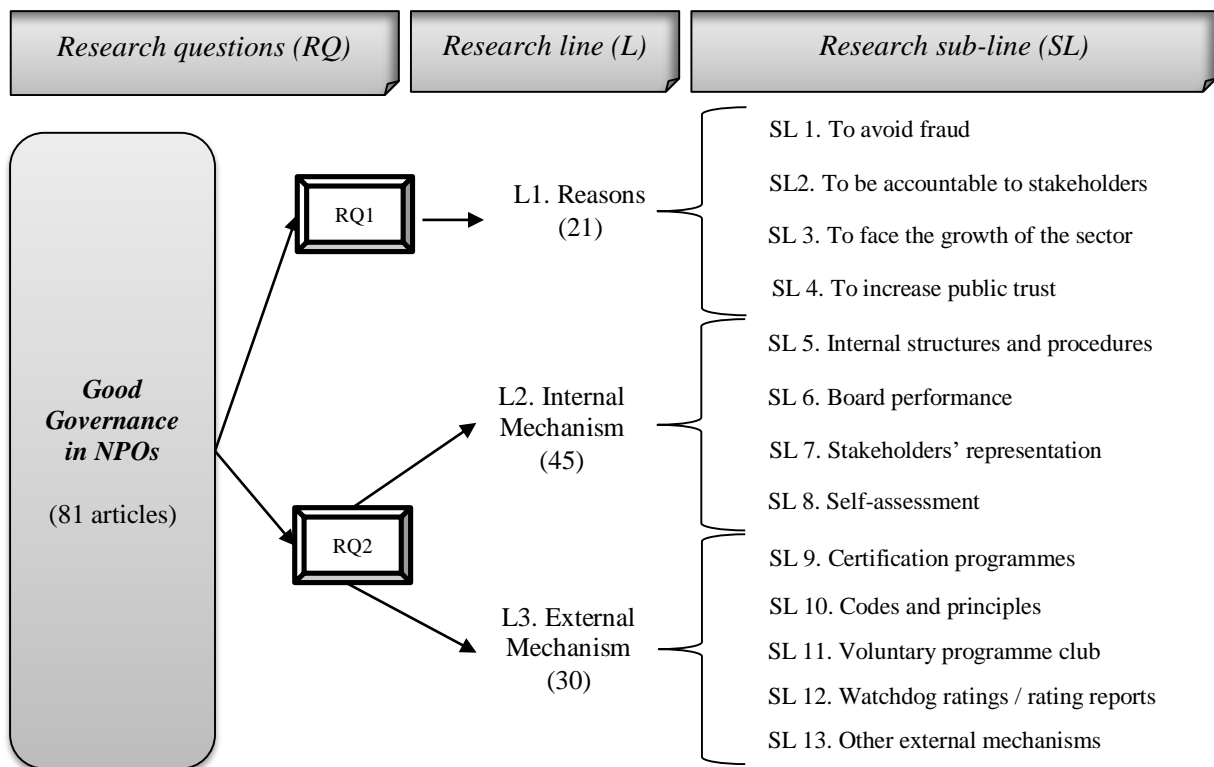 Research questions (RQ)
Research line (L)
Research sub-line (SL)
Good
Governance
in NPOs
(81 articles)
RQ1
L1. Reasons
(21)
SL 1. To avoid fraud
SL2. To be accountable to stakeholders
SL 3. To face the growth of the sector
SL 4. To increase public trust
RQ2
L2. Internal
Mechanism
(45)
SL 5. Internal structures and procedures
SL 6. Board performance
SL 7. Stakeholders’ representation
SL 8. Self-assessment
L3. External
Mechanism
(30)
SL 9. Certification programmes
SL 10. Codes and principles
SL 11. Voluntary programme club
SL 12. Watchdog ratings / rating reports
SL 13. Other external mechanisms